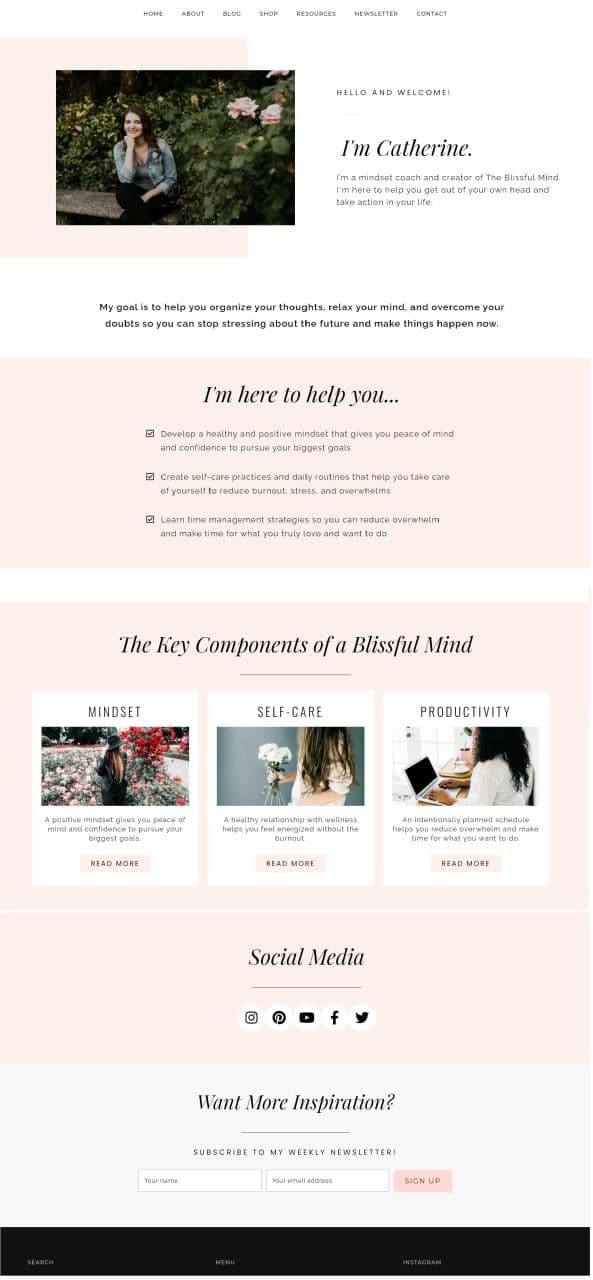 HOME ABOUT BLOG SHOP RESOURCES NEWSLETTER CONTACT
HELLO AND WELCOME!
I'm Catherine.
I'm a mindset coach and creator of The Blissful Mind.
I'm here to help you get out of your own head and
take action in your life.
My goal is to help you organize your thoughts, relax your mind, and overcome your
doubts so you can stop stressing about the future and make things happen now.
I'm here to help you...
Develop a healthy and positive mindset that gives you peace of mind
and confidence to pursue your biggest goals
Create self-care practices and daily routines that help you take care
of yourself to reduce burnout, stress, and overwhelms
Learn time management strategies so you can reduce overwhelm
and make time for what you truly love and want to do
The Key Components of a Blissful Mind
MINDSET
A positive mindset gives you peace of
mind and confidence to pursue your
biggest goals.
READ MORE
SELF-CARE
A healthy relationship with wellness
helps you feel energized without the
burnout.
READ MORE
PRODUCTIVITY
An intentionally planned schedule
helps you reduce overwhelm and make
time for what you want to do.
READ MORE
Social Media
Want More Inspiration?
SUBSCRIBE TO MY WEEKLY NEWSLETTER!
Your name Your email address SIGN UP
SEARCH MENU INSTAGRAM